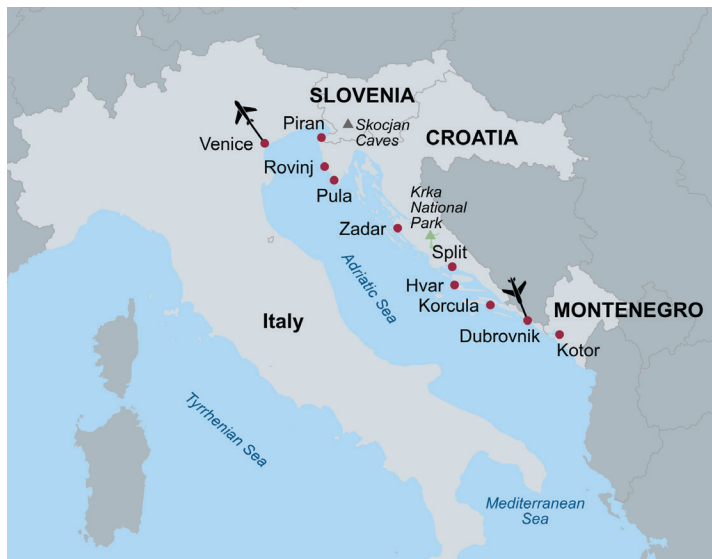 SLOVENIA
Piran
Skocjan
Caves
Venice
CROATIA
Rovinj
Pula
Krka
National
Park
Zadar
Split
Adriatic Sea
Hvar
Korcula
MONTENEGRO
Italy
Dubrovnik
Kotor
Tyrrhenian Sea
Mediterranean
Sea